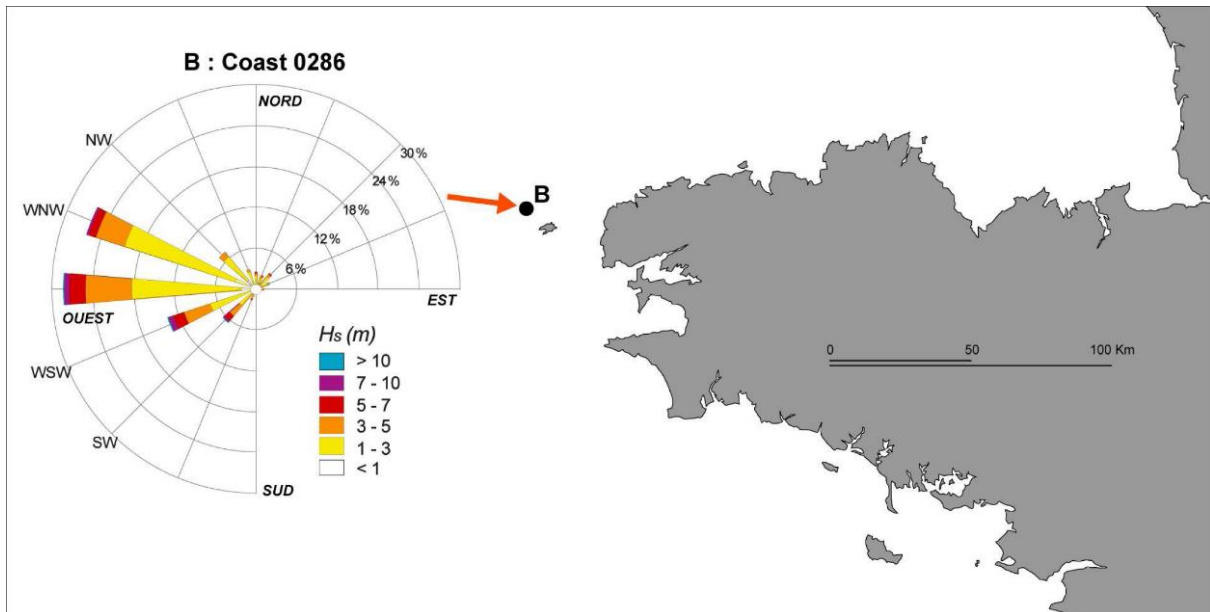 B : Coast 0286
NORD
NW
30%
24%
B
WNW
18%
12%
6%
OUEST
EST
Hs (m)
> 10
7 - 10
5 - 7
3 - 5
1 - 3
< 1
WSW
SW
SUD
0 50 100 Km